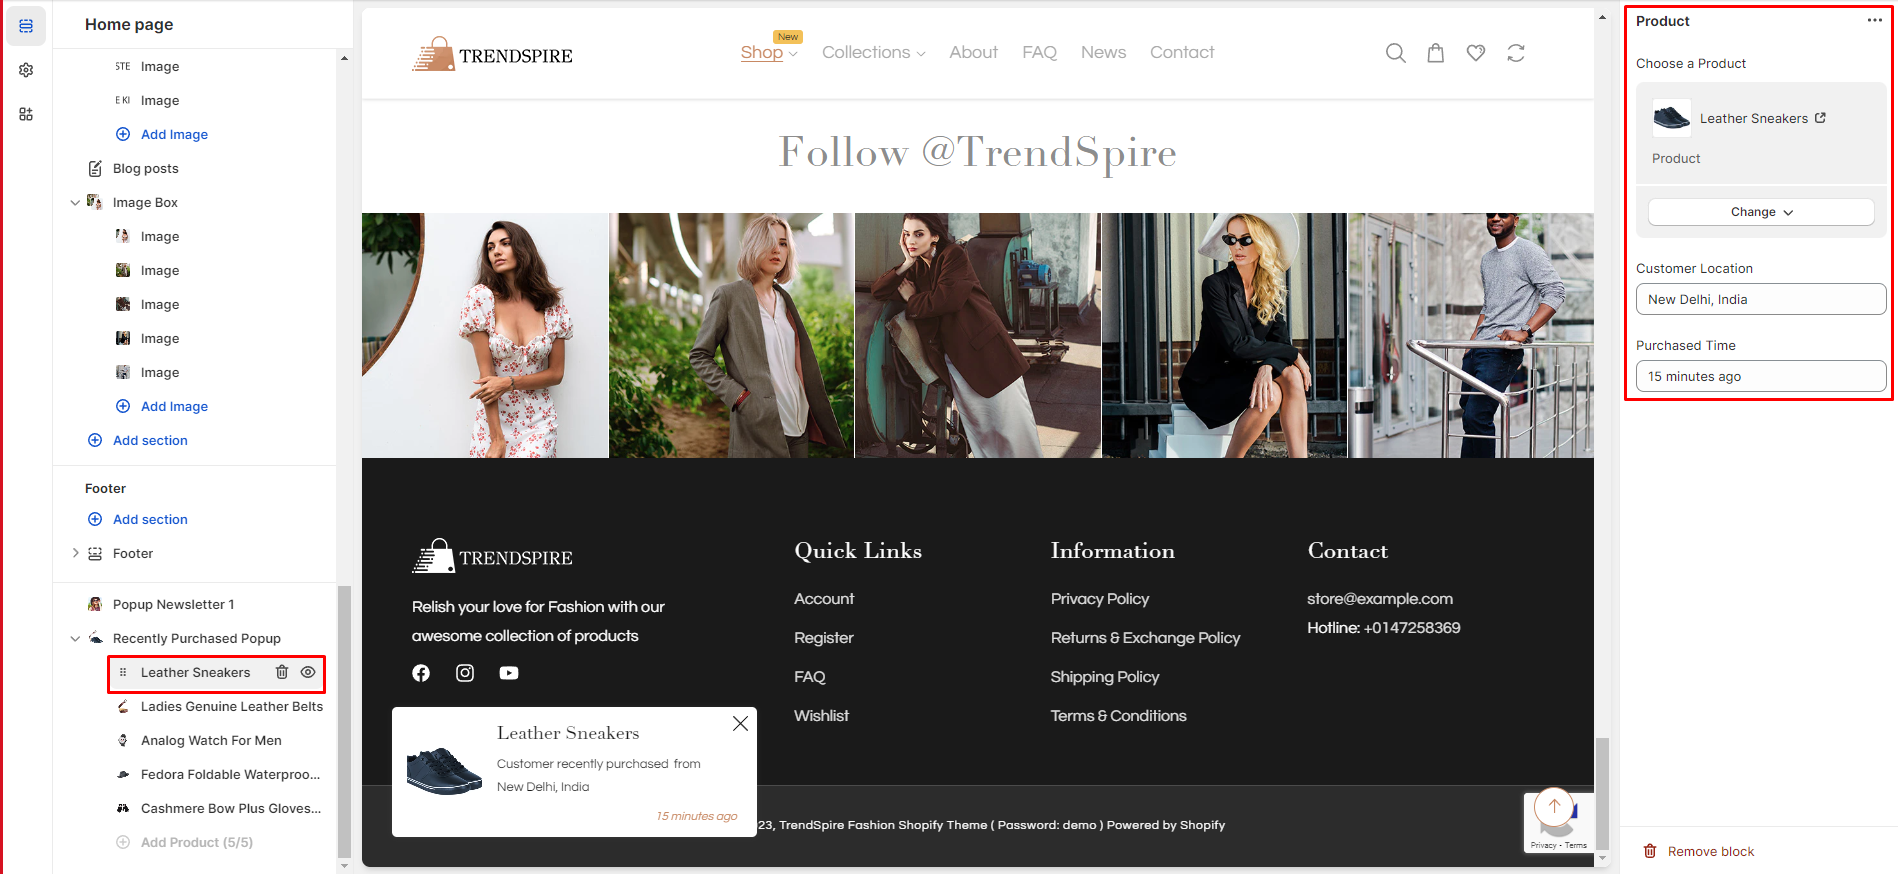 Home page
STE Image
E KI Image
Add Image
Blog posts
Image Box
Image
Image
Image
Image
Image
Add Image
Add section
Footer
Add section
Footer
Popup Newsletter 1
Recently Purchased Popup
Leather Sneakers
Ladies Genuine Leather Belts
Analog Watch For Men
Fedora Foldable Waterproo...
Cashmere Bow Plus Gloves...
Add Product (5/5)
TRENDSPIRE
New
Shop Collections About FAQ News Contact
Follow @TrendSpire
TRENDSPIRE
Relish your love for Fashion with our
awesome collection of products
Quick Links
Account
Register
FAQ
Wishlist
Information
Privacy Policy
Returns & Exchange Policy
Shipping Policy
Terms & Conditions
Contact
store@example.com
Hotline: +0147258369
Leather Sneakers
Customer recently purchased from
New Delhi, India
15 minutes ago
23, TrendSpire Fashion Shopify Theme ( Password: demo ) Powered by Shopify
Privacy - Terms
Product
Choose a Product
Leather Sneakers
Product
Change
Customer Location
New Delhi, India
Purchased Time
15 minutes ago
Remove block